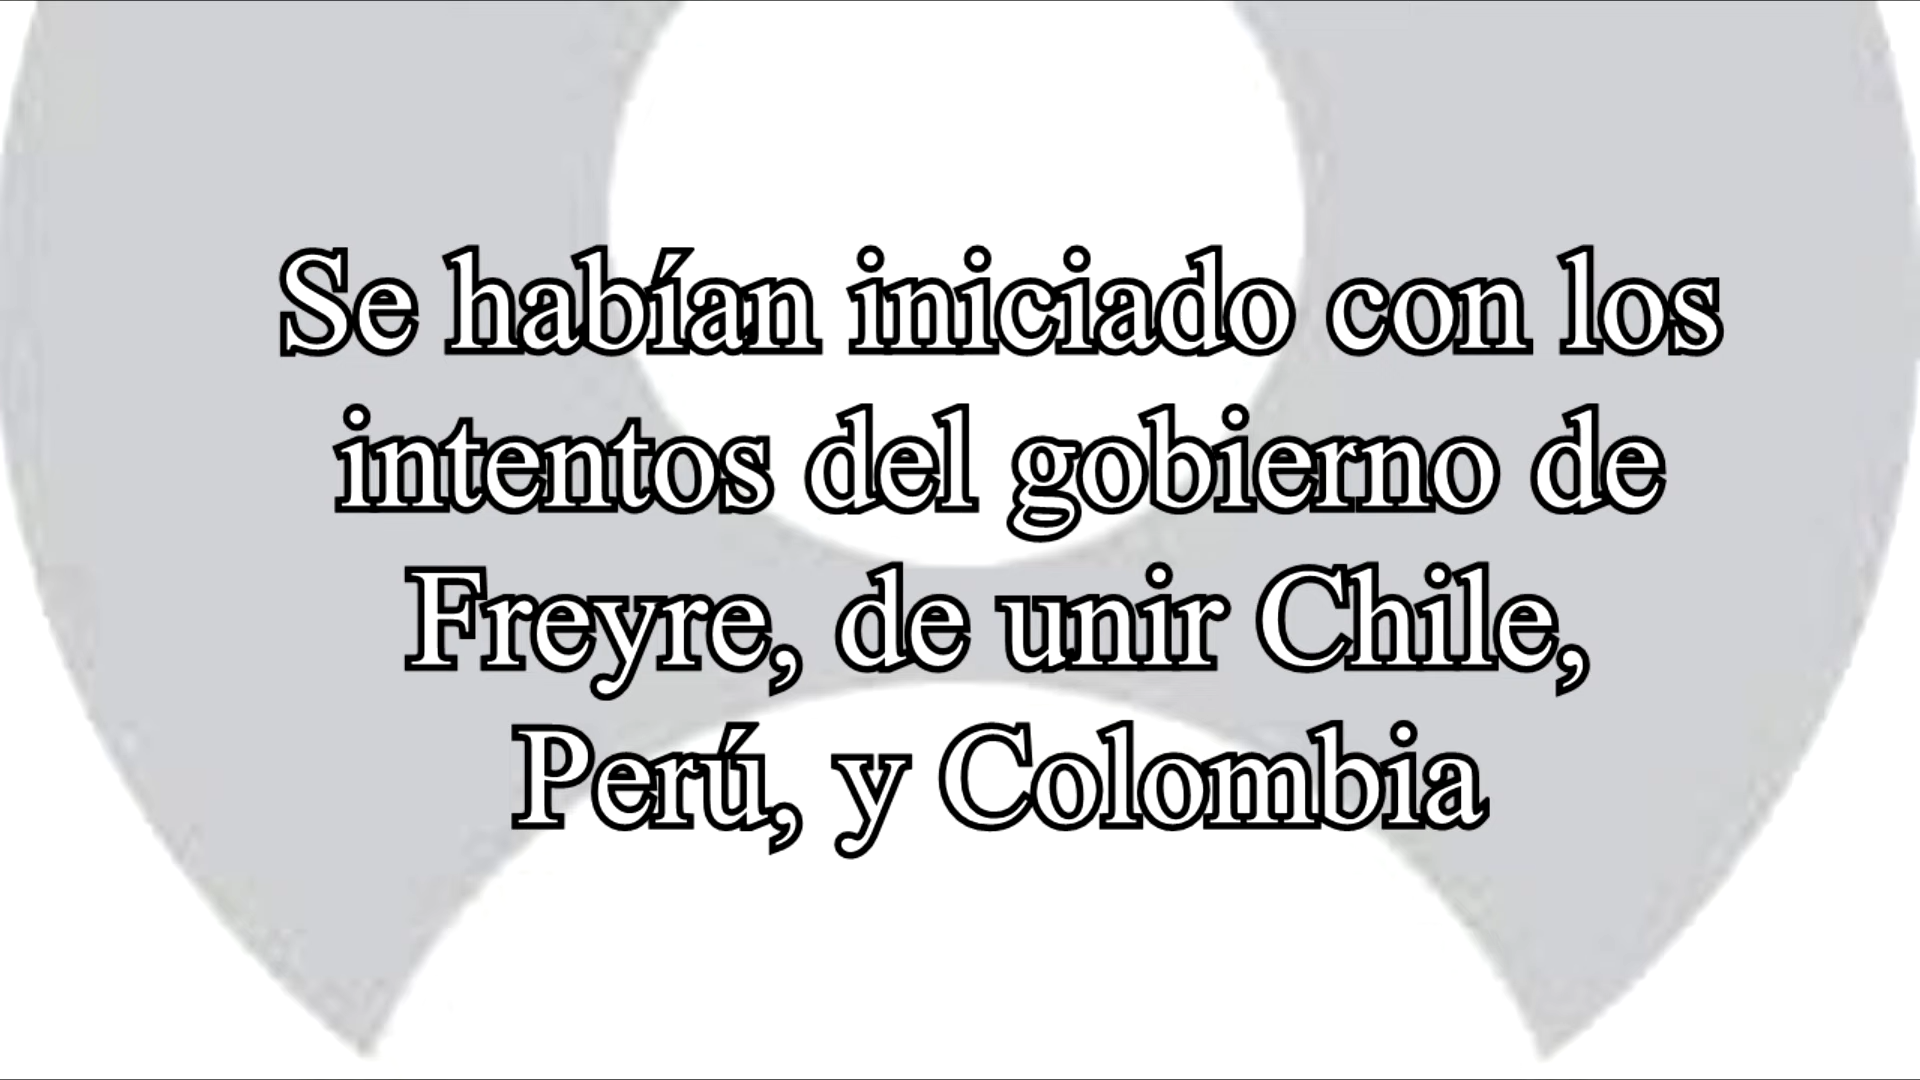 Se habían iniciado con los
intentos del gobierno de
Freyre, de unir Chile,
Perú, y Colombia